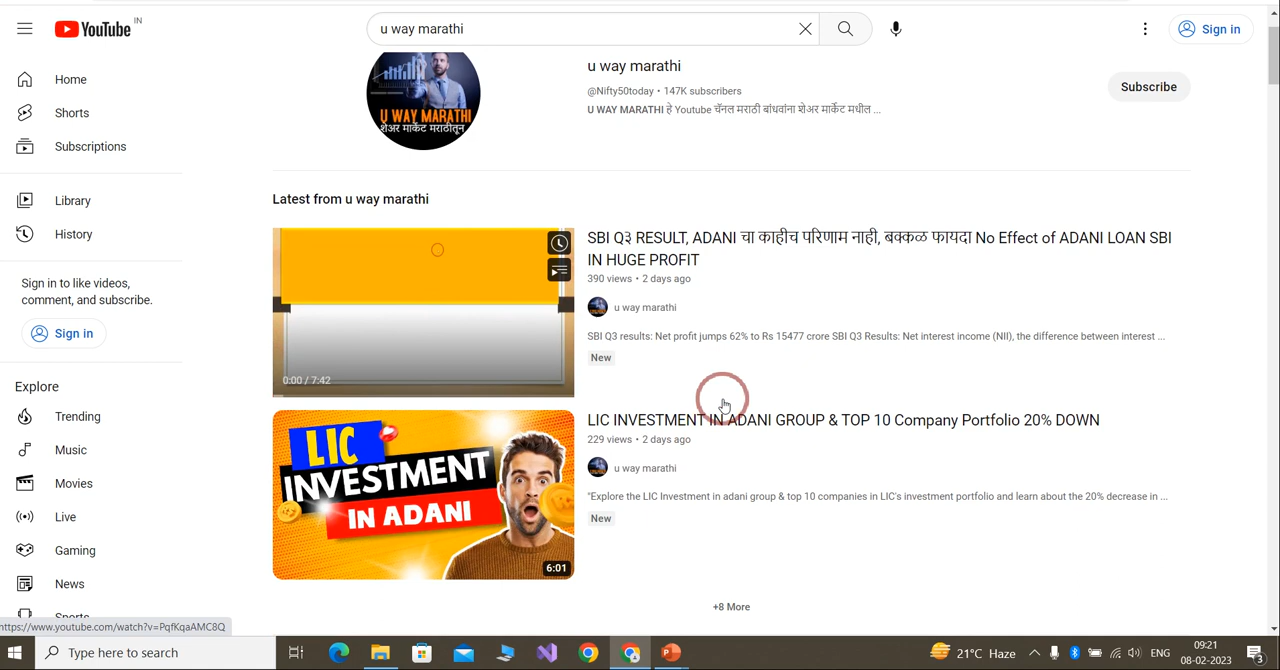 YouTube IN
u way marathi
Sign in
Home
Shorts
Subscriptions
Library
History
Sign in to like videos,
comment, and subscribe.
Sign in
Explore
Trending
Music
Movies
Live
Gaming
News
Sports
U WAY MARATHI
शेअर मार्केट मराठीतून
u way marathi
@Nifty50today • 147K subscribers
U WAY MARATHI हे Youtube चॅनल मराठी बांधवांना शेअर मार्केट मधील ...
Subscribe
Latest from u way marathi
0:00 / 7:42
SBI Q३ RESULT, ADANI चा काहीच परिणाम नाही, बक्कळ फायदा No Effect of ADANI LOAN SBI
IN HUGE PROFIT
390 views • 2 days ago
u way marathi
SBI Q3 results: Net profit jumps 62% to Rs 15477 crore SBI Q3 Results: Net interest income (NII), the difference between interest ...
New
LIC
INVESTMENT
IN ADANI
6:01
LIC INVESTMENT IN ADANI GROUP & TOP 10 Company Portfolio 20% DOWN
229 views • 2 days ago
u way marathi
"Explore the LIC Investment in adani group & top 10 companies in LIC's investment portfolio and learn about the 20% decrease in ...
New
+8 More
https://www.youtube.com/watch?v=PqfKqaAMC8Q
Type here to search
21°C Haze
ENG
09:21
08-02-2023
3